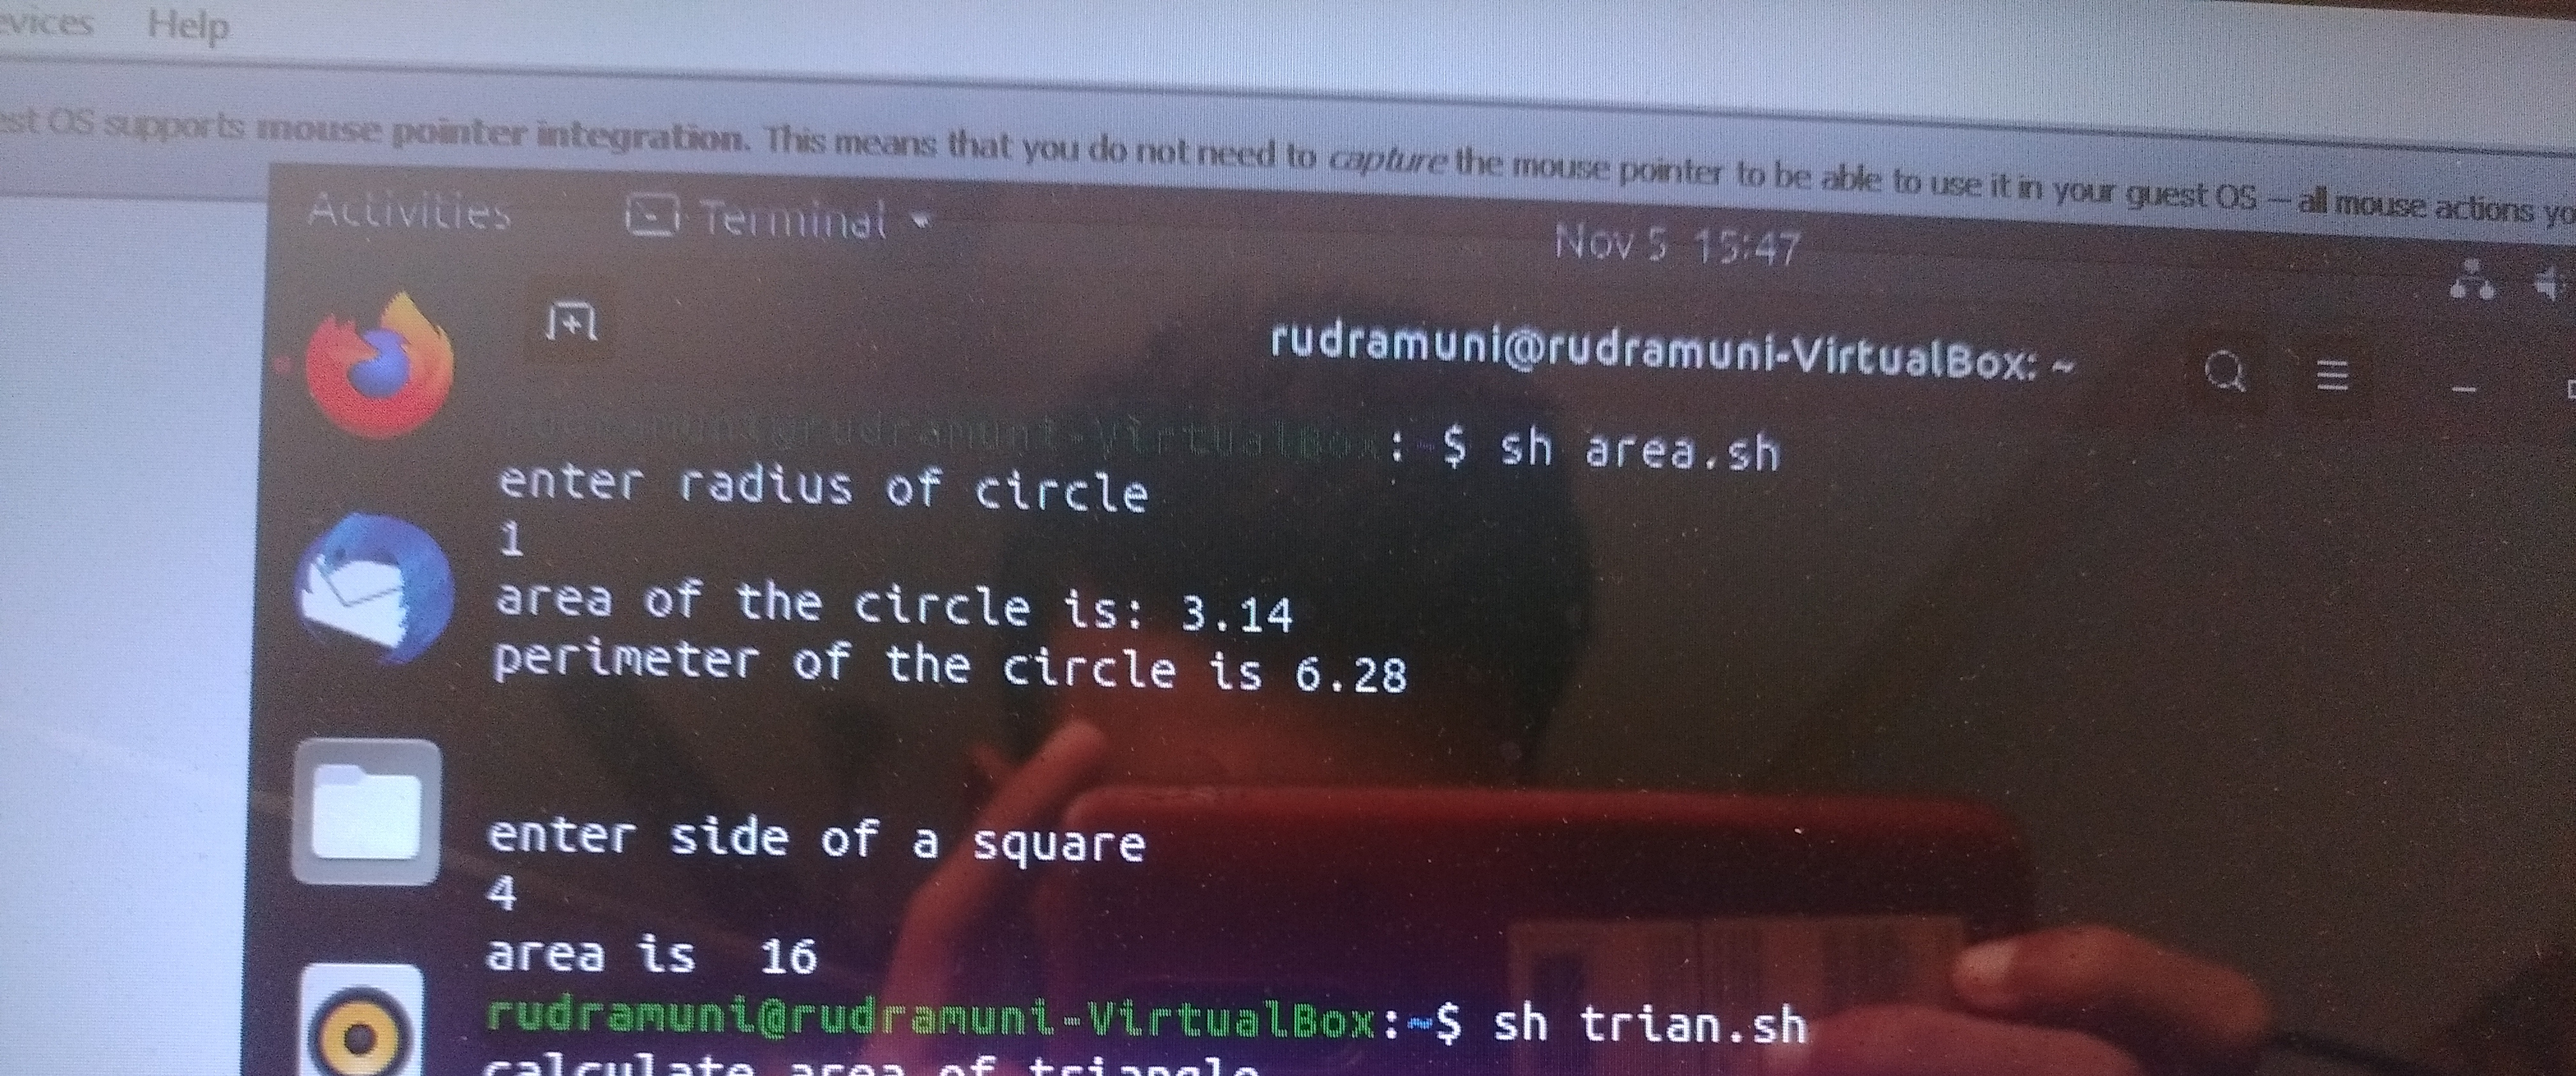 evices Help
est OS supports mouse pointer integration. This means that you do not need to capture the mouse pointer to be able to use it in your guest OS — all mouse actions yo
Activities Terminal Nov 5 15:47
rudramuni@rudramuni-VirtualBox: ~
rudramuni@rudramuni-VirtualBox:~$ sh area.sh
enter radius of circle
1
area of the circle is: 3.14
perimeter of the circle is 6.28
enter side of a square
4
area is  16
rudramuni@rudramuni-VirtualBox:~$ sh trian.sh
calculate area of triangle